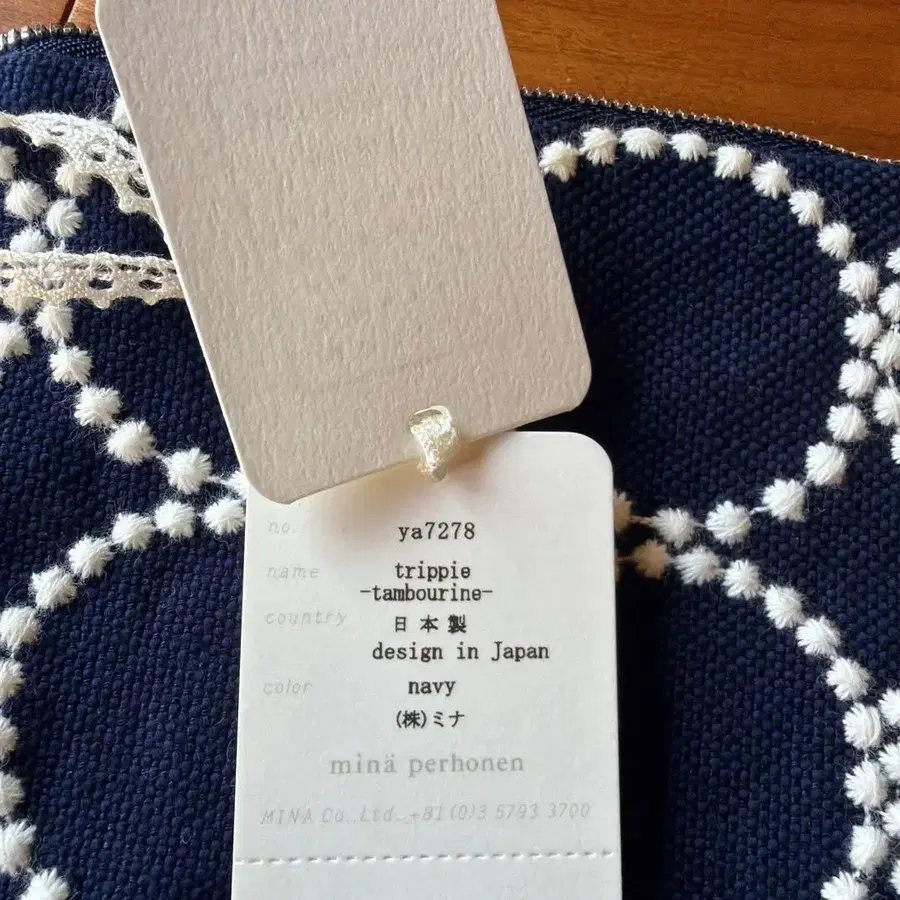 no. ya7278
name trippie
-tambourine-
country 日本製
design in Japan
color navy
(株)ミナ
minä perhonen
MINA Co.,Ltd. +81(0)3 5793 3700